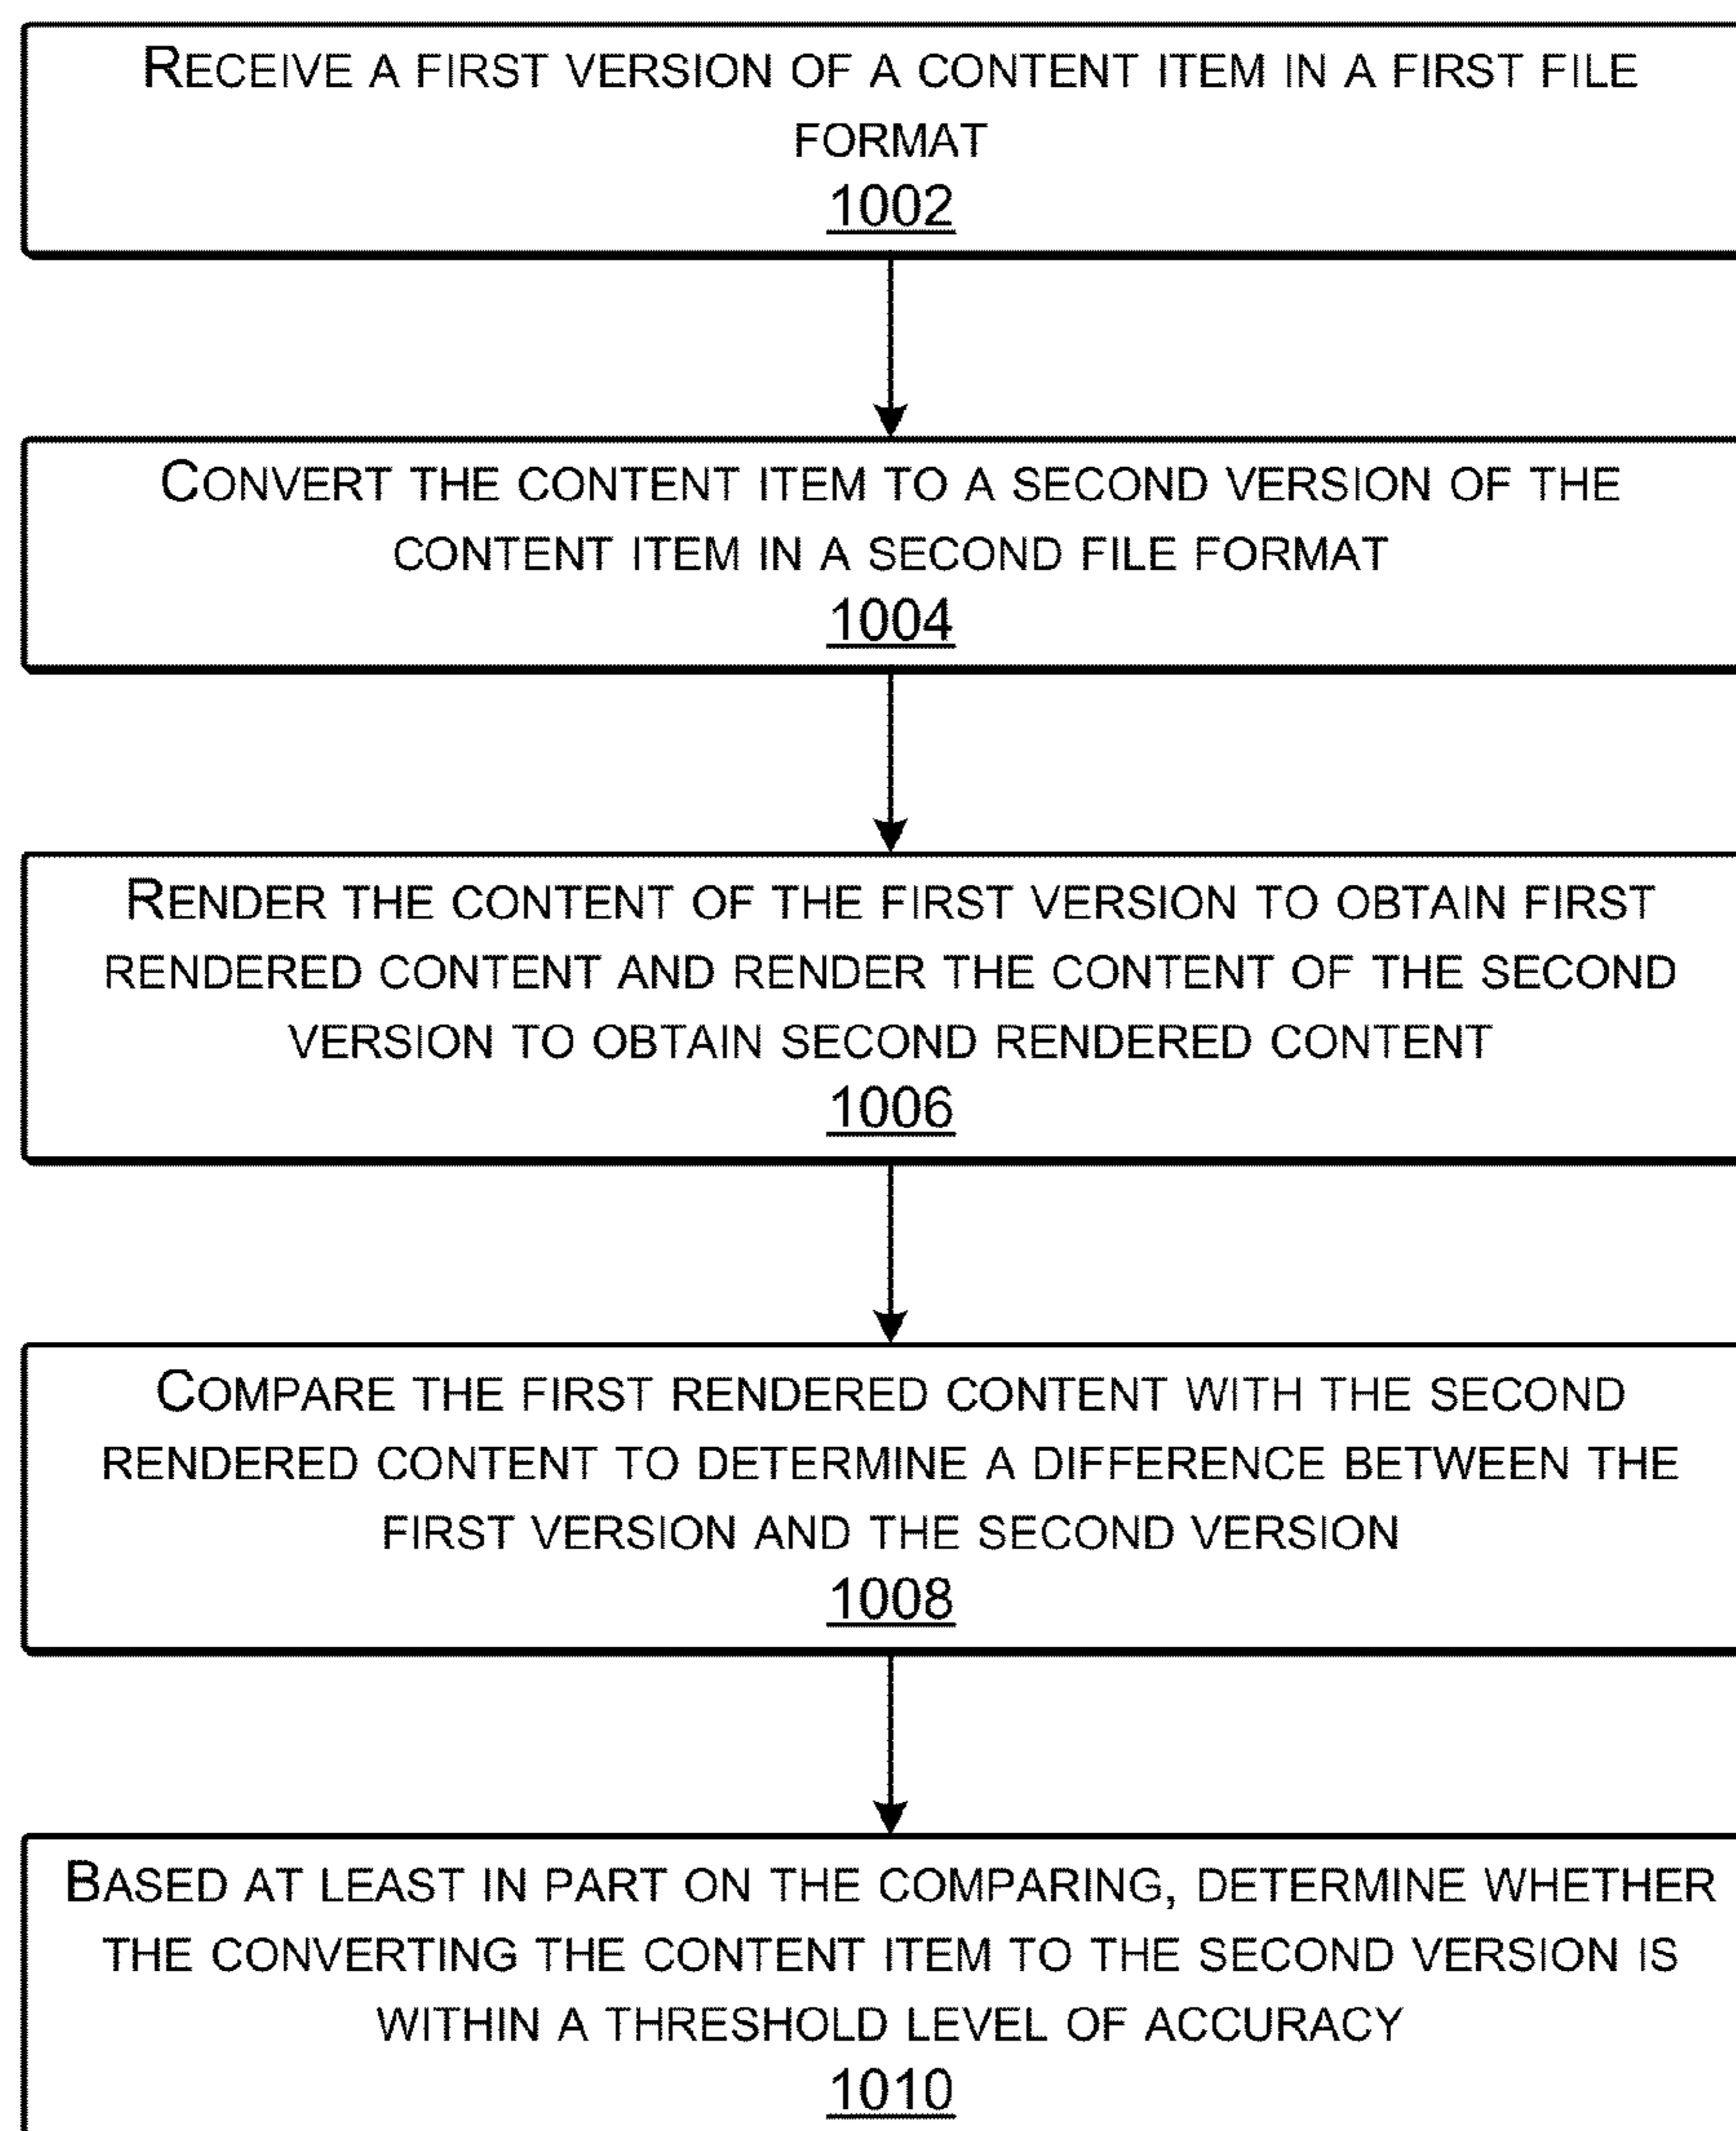 RECEIVE A FIRST VERSION OF A CONTENT ITEM IN A FIRST FILE
FORMAT
1002
CONVERT THE CONTENT ITEM TO A SECOND VERSION OF THE
CONTENT ITEM IN A SECOND FILE FORMAT
1004
RENDER THE CONTENT OF THE FIRST VERSION TO OBTAIN FIRST
RENDERED CONTENT AND RENDER THE CONTENT OF THE SECOND
VERSION TO OBTAIN SECOND RENDERED CONTENT
1006
COMPARE THE FIRST RENDERED CONTENT WITH THE SECOND
RENDERED CONTENT TO DETERMINE A DIFFERENCE BETWEEN THE
FIRST VERSION AND THE SECOND VERSION
1008
BASED AT LEAST IN PART ON THE COMPARING, DETERMINE WHETHER
THE CONVERTING THE CONTENT ITEM TO THE SECOND VERSION IS
WITHIN A THRESHOLD LEVEL OF ACCURACY
1010